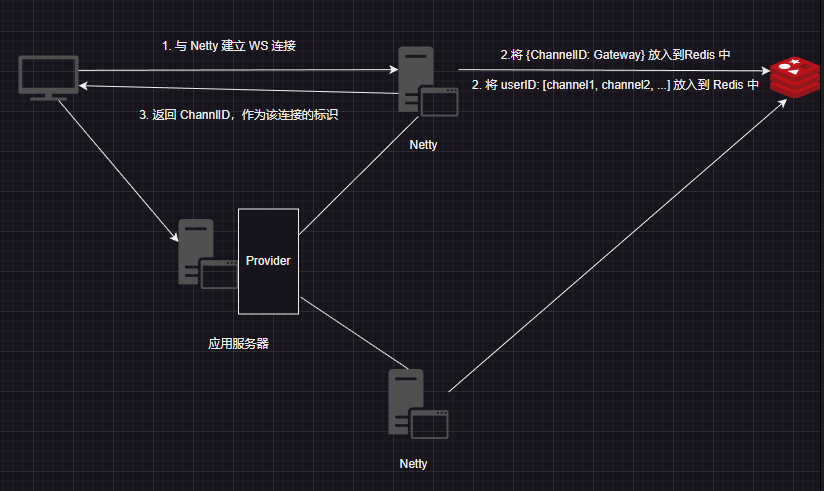 1. 与 Netty 建立 WS 连接
2.将 {ChannelID: Gateway} 放入到Redis 中
2. 将 userID: [channel1, channel2, ...] 放入到 Redis 中
3. 返回 ChannlID，作为该连接的标识
Netty
Provider
应用服务器
Netty